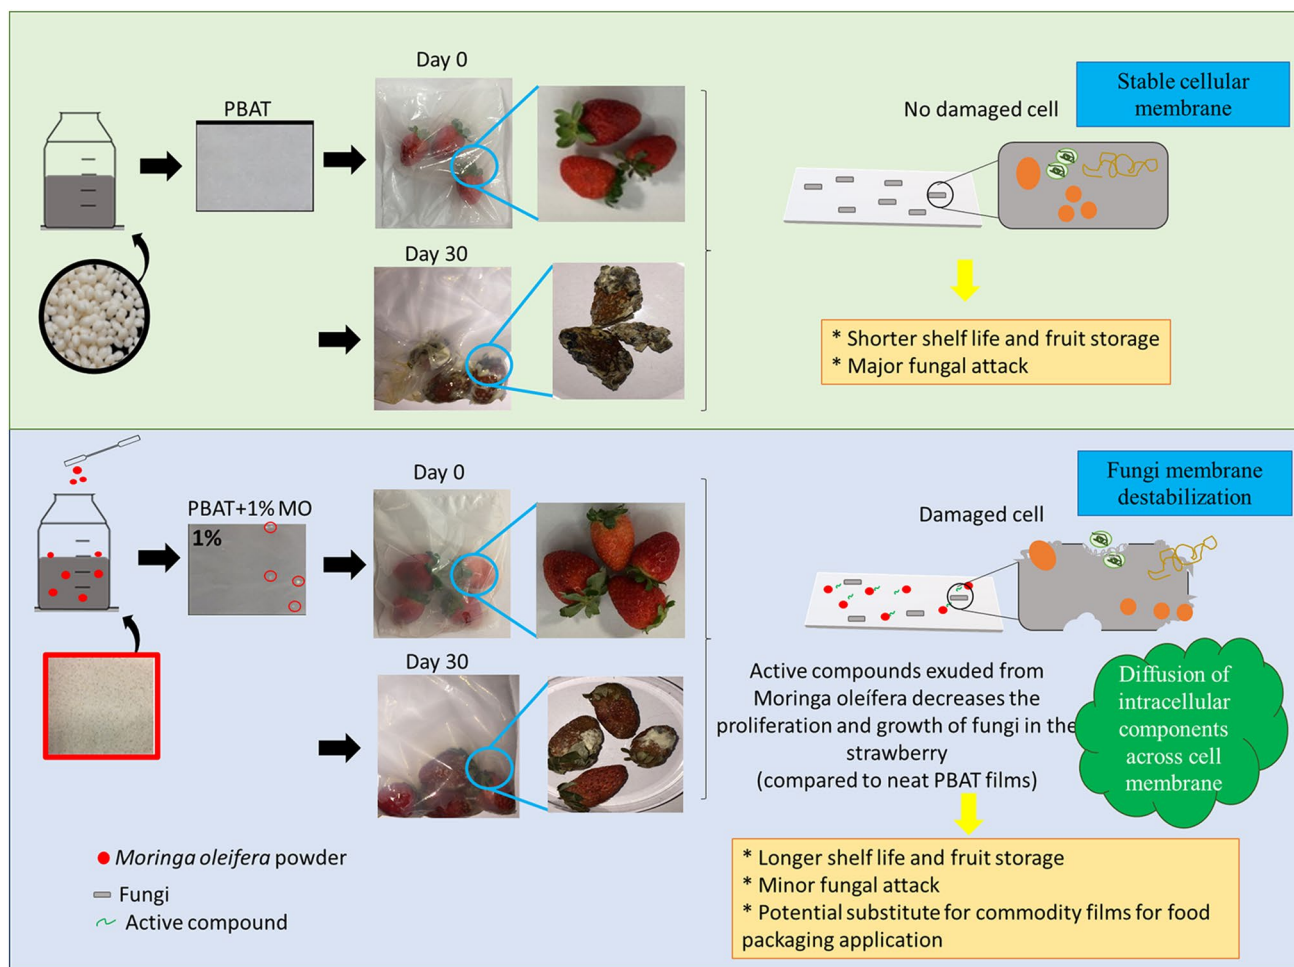 Day 0
PBAT
No damaged cell
Stable cellular
membrane
Day 30
* Shorter shelf life and fruit storage
* Major fungal attack
Day 0
PBAT+1% MO
1%
Fungi membrane
destabilization
Damaged cell
Day 30
Active compounds exuded from
Moringa oleífera decreases the
proliferation and growth of fungi in the
strawberry
(compared to neat PBAT films)
Diffusion of
intracellular
components
across cell
membrane
Moringa oleifera powder
Fungi
Active compound
* Longer shelf life and fruit storage
* Minor fungal attack
* Potential substitute for commodity films for food
packaging application